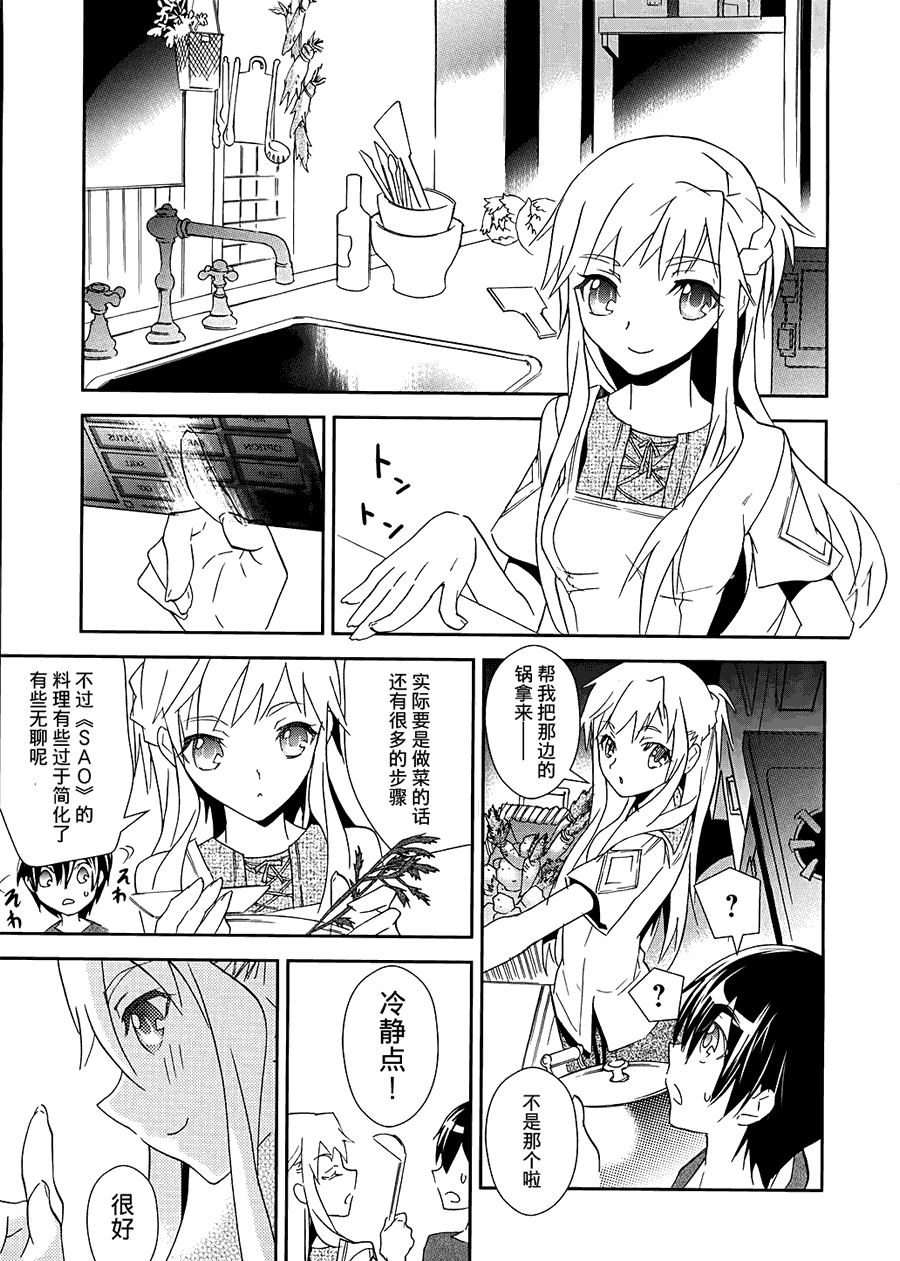 トン
トン
STATUS
SKILL
OPTION
帮我把那边的
锅拿来——
?
?
不是那个啦
实际要是做菜的话
还有很多的步骤
不过《SAO》的
料理有些过于简化了
有些无聊呢
えわ
えわ
冷静点！
很好